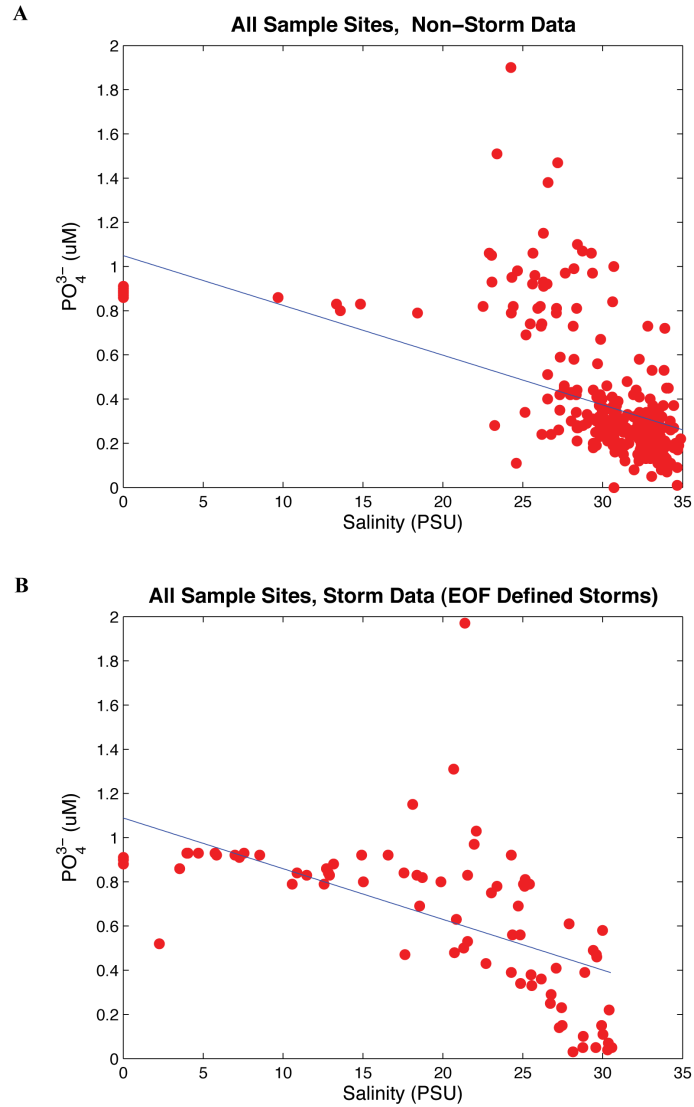 A
All Sample Sites,  Non–Storm Data
2
1.8
1.6
1.4
1.2
1
0.8
0.6
0.4
0.2
0
PO₄³⁻ (uM)
0 5 10 15 20 25 30 35
Salinity (PSU)
B
All Sample Sites, Storm Data (EOF Defined Storms)
2
1.8
1.6
1.4
1.2
1
0.8
0.6
0.4
0.2
0
PO₄³⁻ (uM)
0 5 10 15 20 25 30 35
Salinity (PSU)